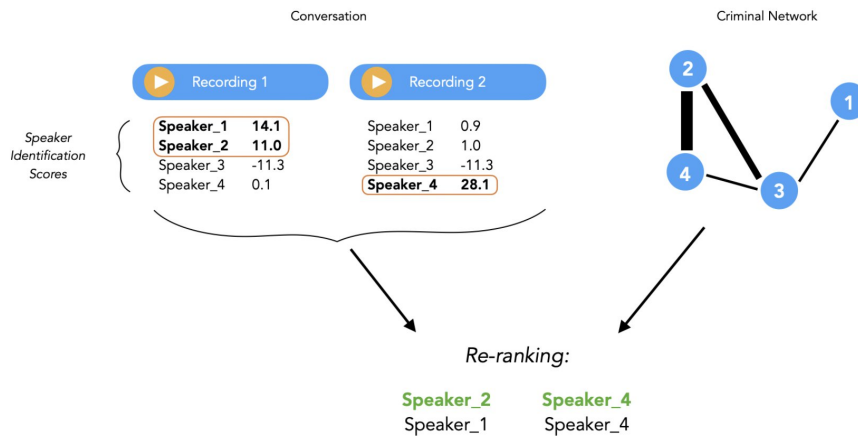 Conversation
Criminal Network
Recording 1
Recording 2
Speaker
Identification
Scores
Speaker_1 14.1
Speaker_2 11.0
Speaker_3 -11.3
Speaker_4 0.1
Speaker_1 0.9
Speaker_2 1.0
Speaker_3 -11.3
Speaker_4 28.1
2
1
4
3
Re-ranking:
Speaker_2 Speaker_4
Speaker_1 Speaker_4